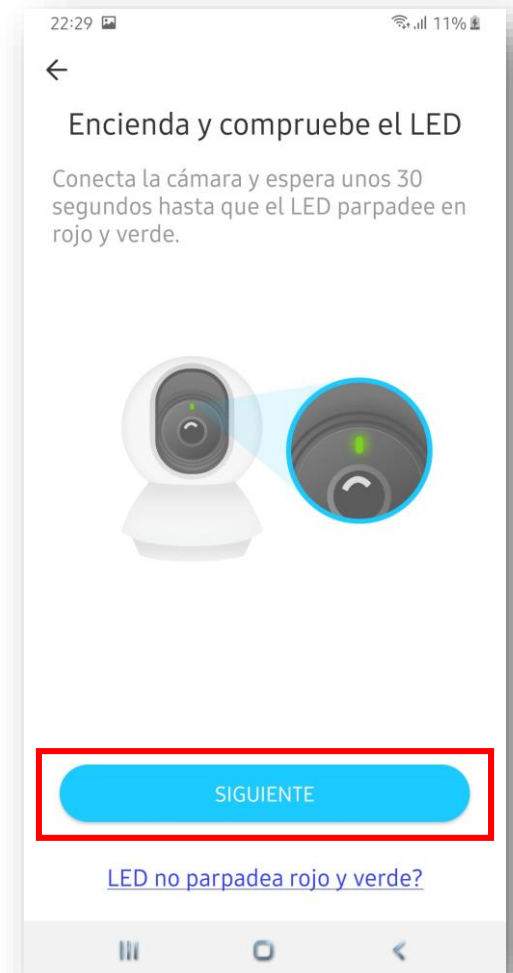 22:29 11%
Encienda y compruebe el LED
Conecta la cámara y espera unos 30
segundos hasta que el LED parpadee en
rojo y verde.
SIGUIENTE
LED no parpadea rojo y verde?